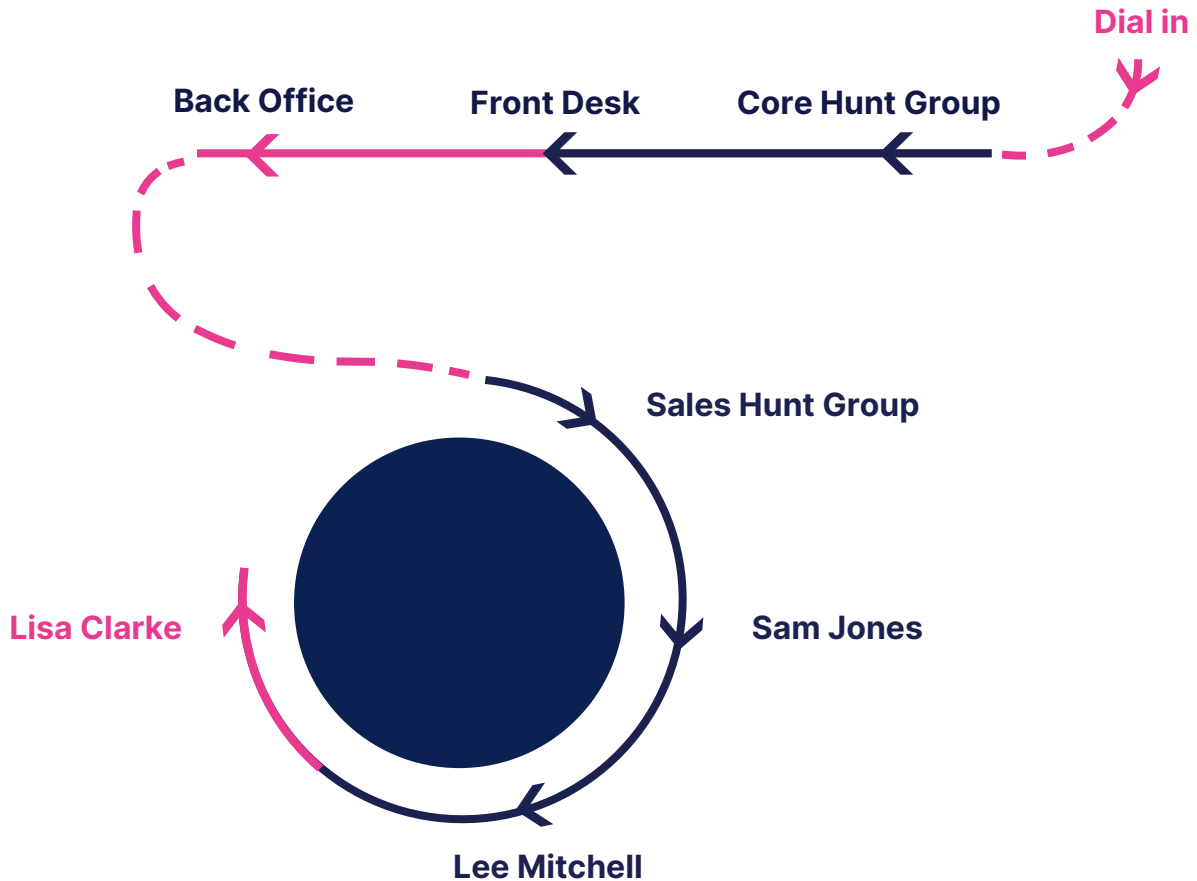 Dial in
Back Office
Front Desk
Core Hunt Group
Sales Hunt Group
Lisa Clarke
Sam Jones
Lee Mitchell